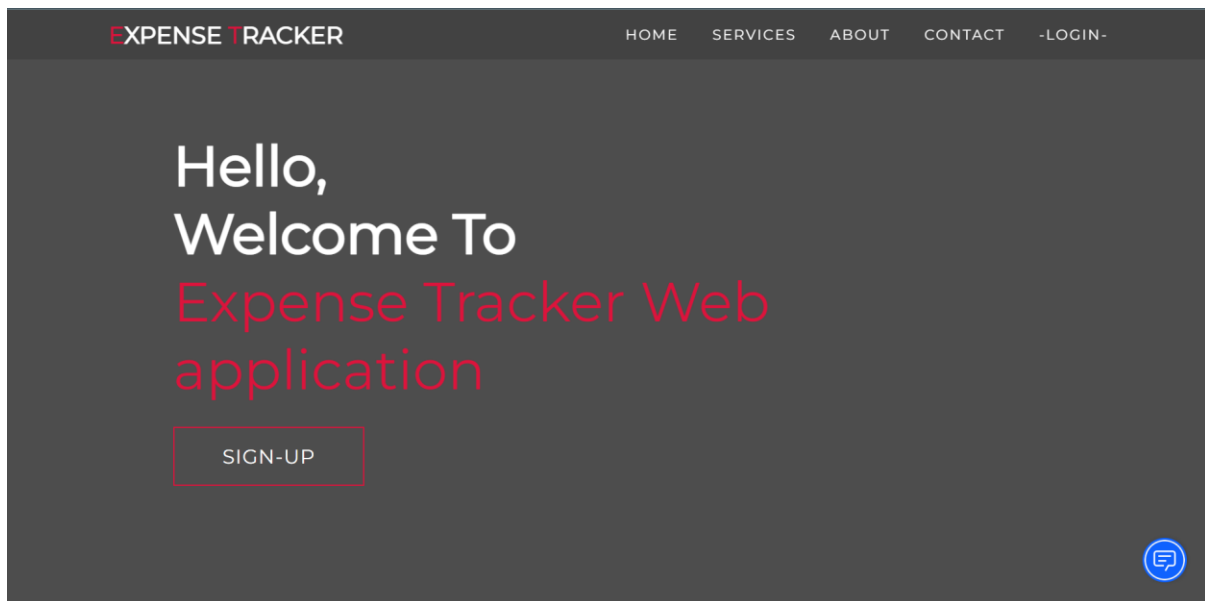 EXPENSE TRACKER
HOME SERVICES ABOUT CONTACT -LOGIN-
Hello,
Welcome To
Expense Tracker Web
application
SIGN-UP